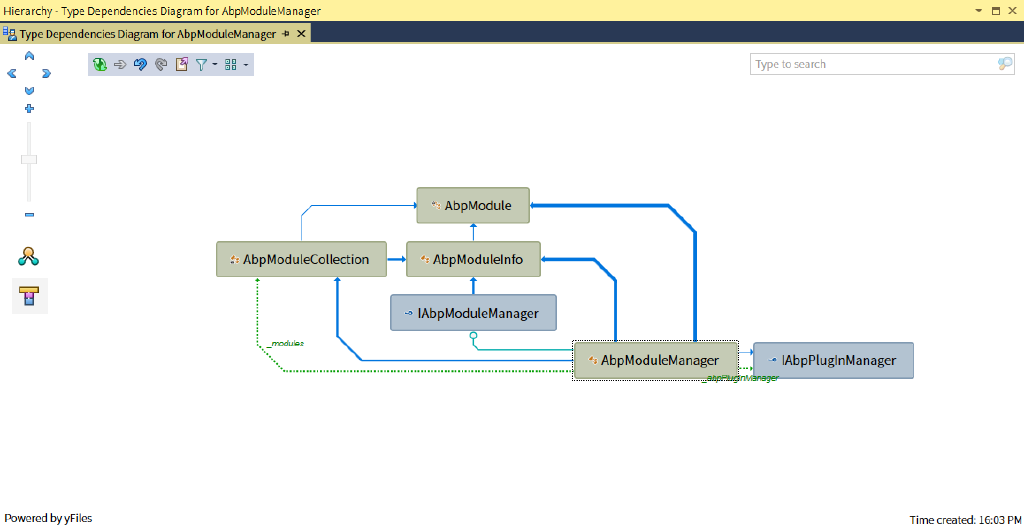 Hierarchy - Type Dependencies Diagram for AbpModuleManager
Type Dependencies Diagram for AbpModuleManager
Type to search
AbpModule
AbpModuleCollection
AbpModuleInfo
IAbpModuleManager
_modules
AbpModuleManager
IAbpPlugInManager
_abpPlugInManager
Powered by yFiles
Time created: 16:03 PM